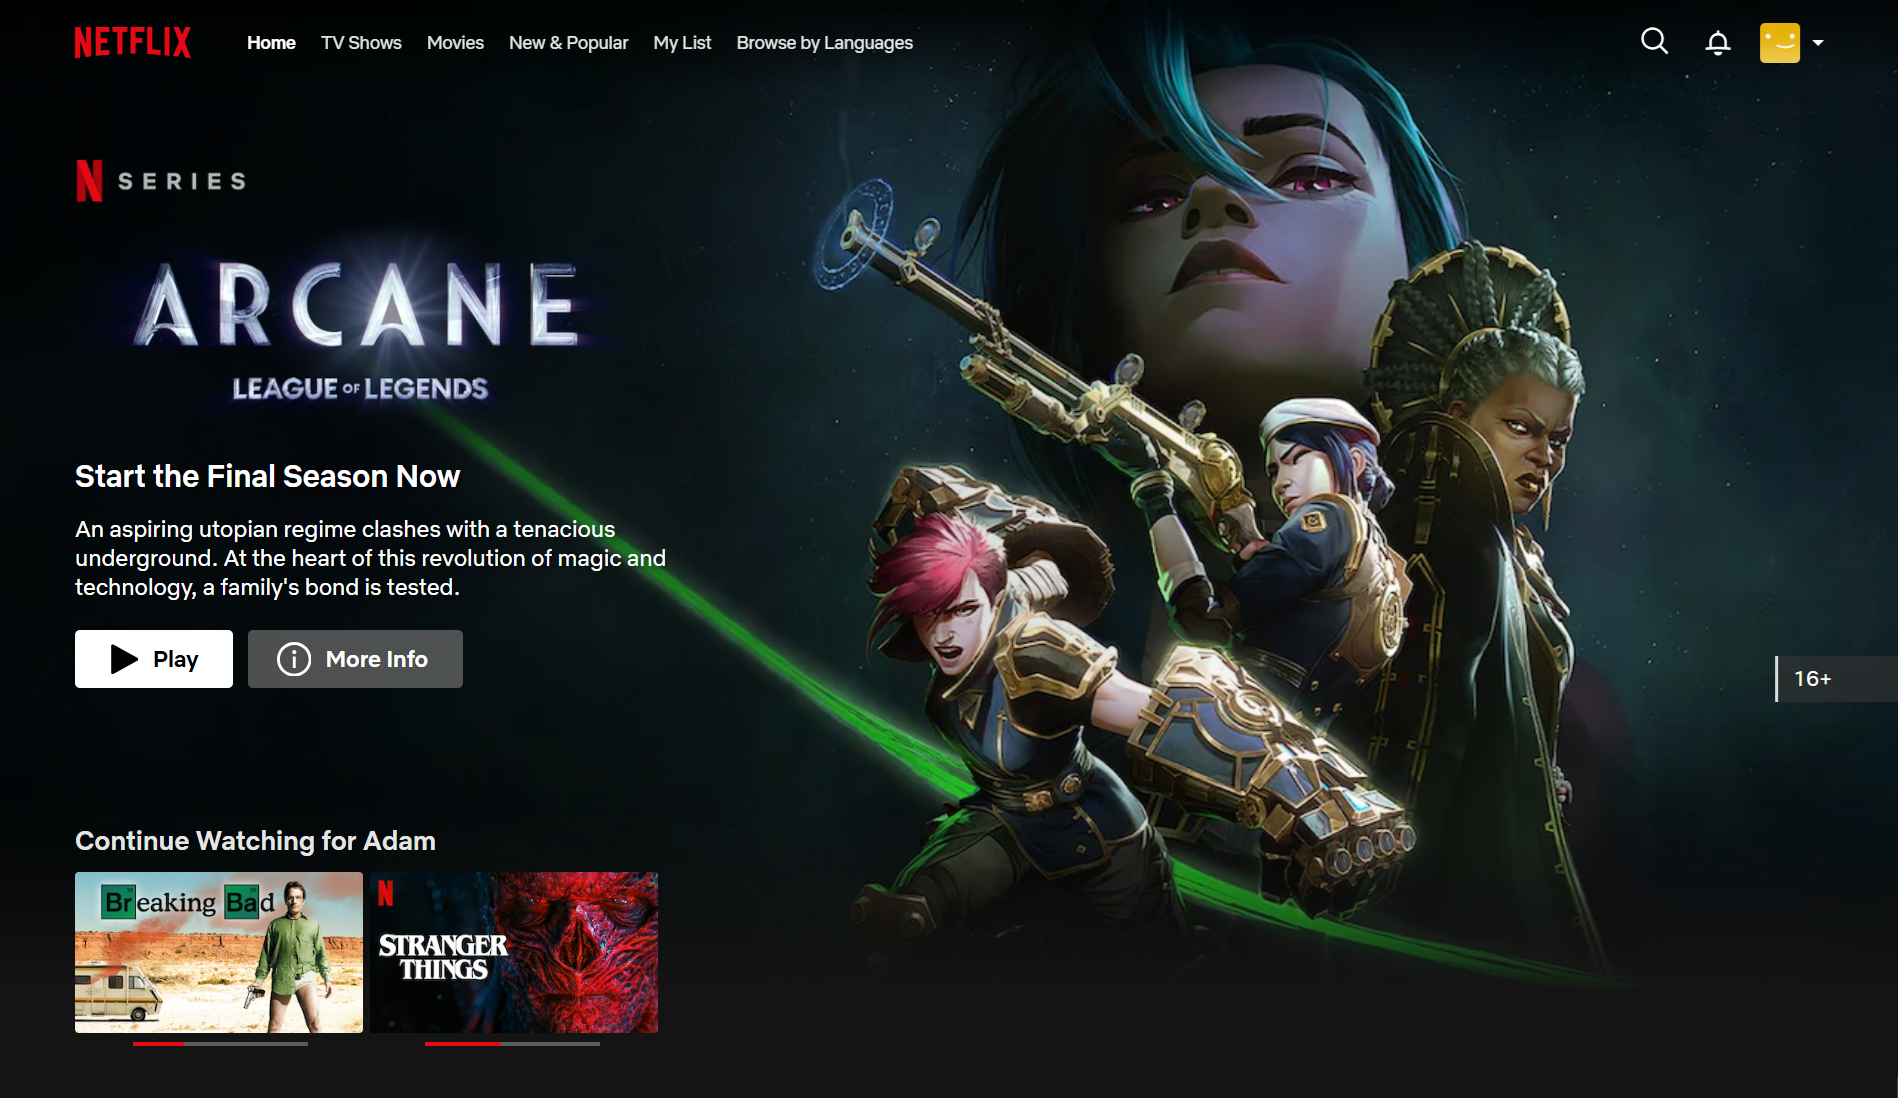 NETFLIX
Home
TV Shows
Movies
New & Popular
My List
Browse by Languages
N SERIES
ARCANE
LEAGUE OF LEGENDS
Start the Final Season Now
An aspiring utopian regime clashes with a tenacious
underground. At the heart of this revolution of magic and
technology, a family's bond is tested.
Play
More Info
16+
Continue Watching for Adam
Breaking Bad
N
STRANGER
THINGS